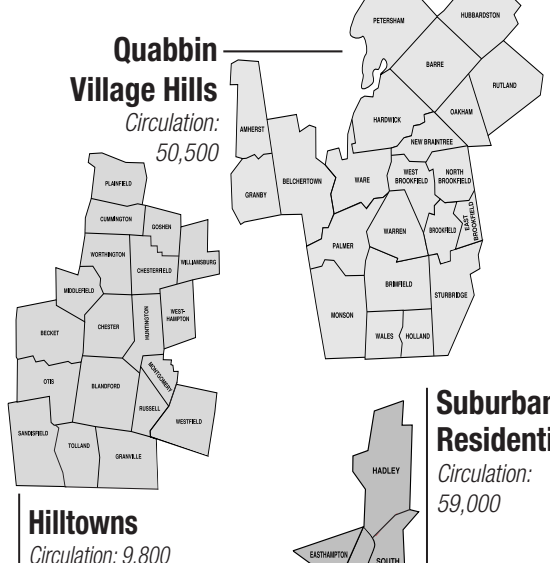 Quabbin
Village Hills
Circulation:
50,500
PETERSHAM
HUBBARDSTON
BARRE
RUTLAND
HARDWICK
OAKHAM
NEW BRAINTREE
AMHERST
GRANBY
BELCHERTOWN
WARE
WEST
BROOKFIELD
NORTH
BROOKFIELD
PALMER
WARREN
BROOKFIELD
EAST
BROOKFIELD
MONSON
BRIMFIELD
STURBRIDGE
WALES
HOLLAND
PLAINFIELD
CUMMINGTON
GOSHEN
WORTHINGTON
CHESTERFIELD
WILLIAMSBURG
MIDDLEFIELD
BECKET
CHESTER
HUNTINGTON
WEST-
HAMPTON
OTIS
BLANDFORD
MONTGOMERY
RUSSELL
WESTFIELD
SANDISFIELD
TOLLAND
GRANVILLE
Hilltowns
Circulation: 9,800
Suburban
Residenti
Circulation:
59,000
HADLEY
EASTHAMPTON
SOUTH